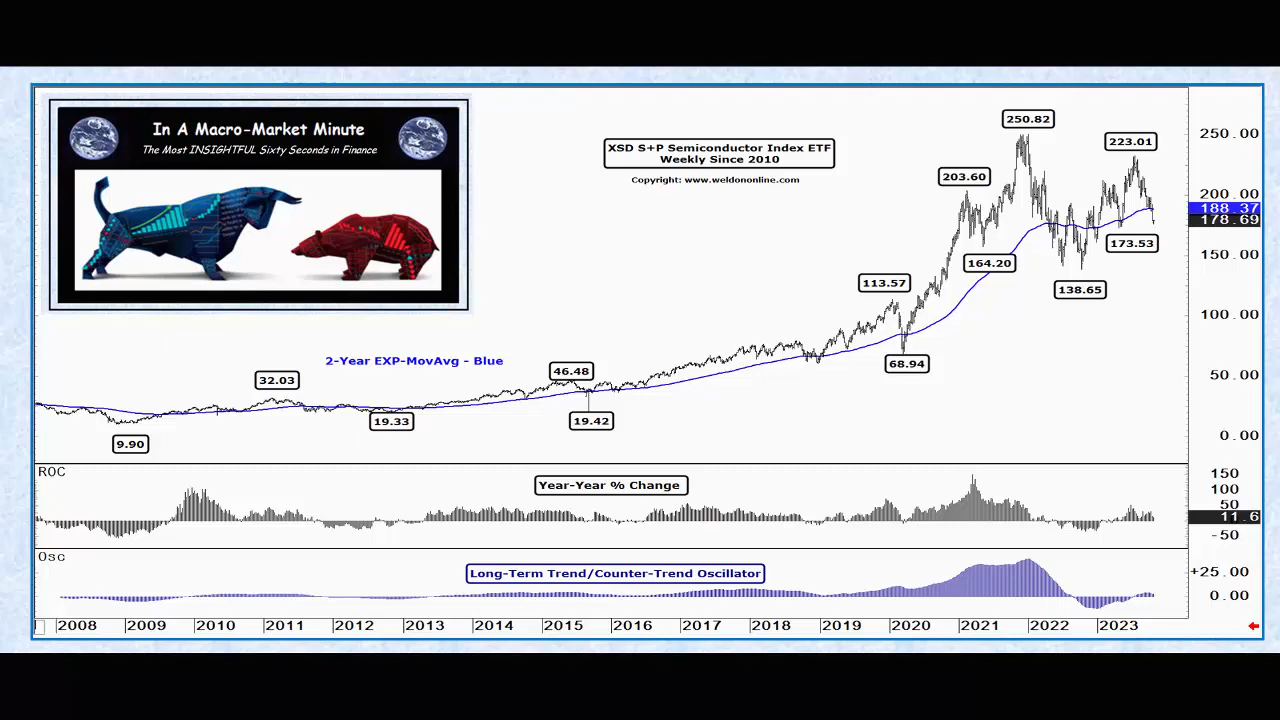 In A Macro-Market Minute
The Most INSIGHTFUL Sixty Seconds in Finance
XSD S+P Semiconductor Index ETF
Weekly Since 2010
Copyright: www.weldononline.com
250.82
223.01
203.60
164.20
173.53
138.65
113.57
68.94
2-Year EXP-MovAvg - Blue
32.03
46.48
19.33
19.42
9.90
250.00
200.00
188.37
178.69
150.00
100.00
50.00
0.00
ROC
Year-Year % Change
150
100
50
11.6
-50
Osc
Long-Term Trend/Counter-Trend Oscillator
+25.00
0.00
2008 2009 2010 2011 2012 2013 2014 2015 2016 2017 2018 2019 2020 2021 2022 2023